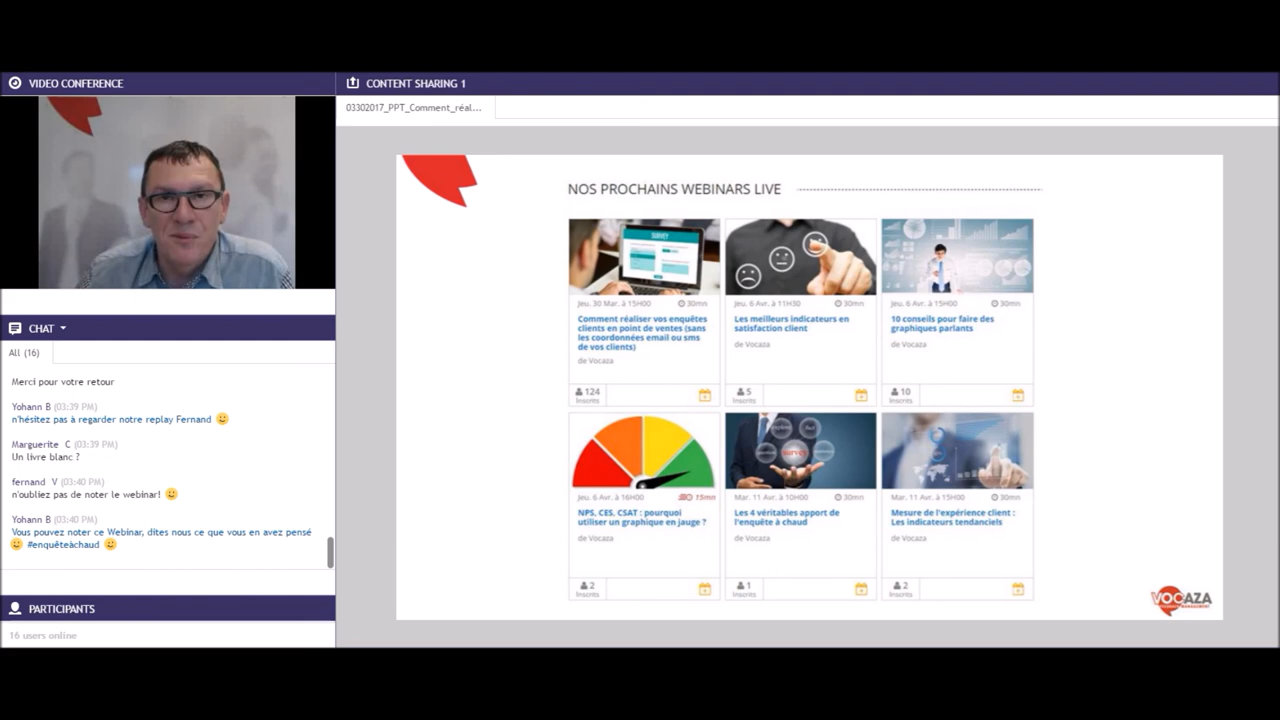 VIDEO CONFERENCE
CONTENT SHARING 1
03302017_PPT_Comment_réal...
NOS PROCHAINS WEBINARS LIVE
SURVEY
Jeu. 30 Mar. à 15H00 30mn
Comment réaliser vos enquêtes
clients en point de ventes (sans
les coordonnées email ou sms
de vos clients)
de Vocaza
124
Inscrits
Jeu. 6 Avr. à 11H30 30mn
Les meilleurs indicateurs en
satisfaction client
de Vocaza
5
Inscrits
Jeu. 6 Avr. à 15H00 30mn
10 conseils pour faire des
graphiques parlants
de Vocaza
10
Inscrits
Jeu. 6 Avr. à 16H00 15mn
NPS, CES, CSAT : pourquoi
utiliser un graphique en jauge ?
de Vocaza
2
Inscrits
survey
Mar. 11 Avr. à 10H00 30mn
Les 4 véritables apport de
l'enquête à chaud
de Vocaza
1
Inscrits
Mar. 11 Avr. à 15H00 30mn
Mesure de l'expérience client :
Les indicateurs tendanciels
de Vocaza
2
Inscrits
VOCAZA
CHAT
All (16)
Merci pour votre retour
Yohann B (03:39 PM)
n'hésitez pas à regarder notre replay Fernand 🙂
Marguerite C (03:39 PM)
Un livre blanc ?
fernand V (03:40 PM)
n'oubliez pas de noter le webinar! 🙂
Yohann B (03:40 PM)
Vous pouvez noter ce Webinar, dites nous ce que vous en avez pensé
🙂 #enquêteàchaud 🙂
PARTICIPANTS
16 users online